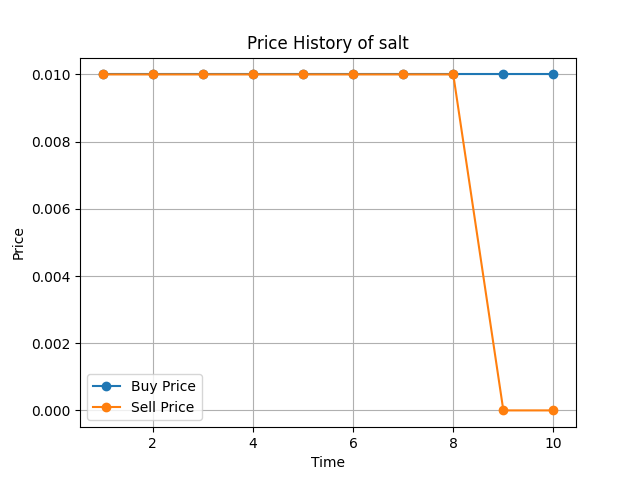 Price History of salt
0.010
0.008
0.006
0.004
0.002
0.000
Price
Buy Price
Sell Price
2 4 6 8 10
Time